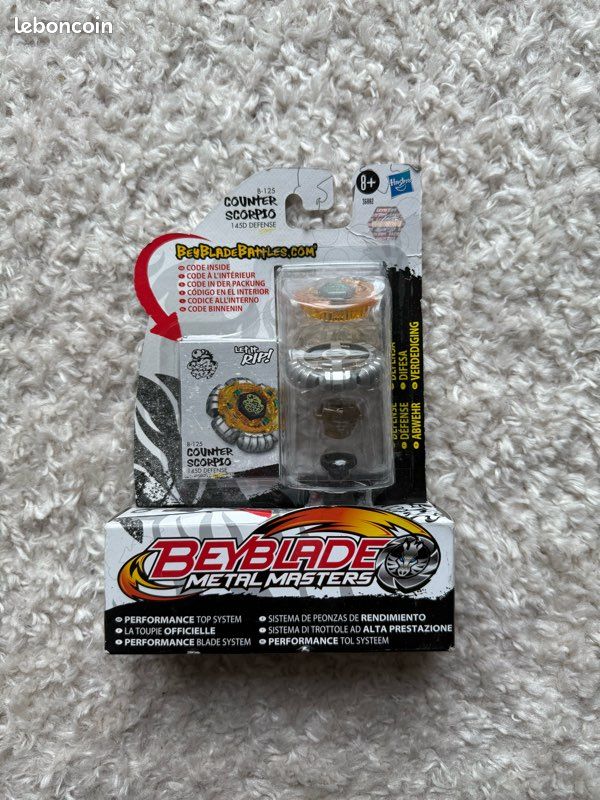 leboncoin
B-125
COUNTER
SCORPIO
145D DEFENSE
8+
Hasbro
BEYBLADEBATTLES.COM
CODE INSIDE
CODE À L'INTÉRIEUR
CODE IN DER PACKUNG
CÓDIGO EN EL INTERIOR
CODICE ALL'INTERNO
CODE BINNENIN
LET IT
RIP!
B-125
COUNTER
SCORPIO
145D DEFENSE
DEFENSE
DÉFENSE
ABWEHR
DEFENSA
DIFESA
VERDEDIGING
BEYBLADE
METAL MASTERS
PERFORMANCE TOP SYSTEM
LA TOUPIE OFFICIELLE
PERFORMANCE BLADE SYSTEM
SISTEMA DE PEONZAS DE RENDIMIENTO
SISTEMA DI TROTTOLE AD ALTA PRESTAZIONE
PERFORMANCE TOL SYSTEEM